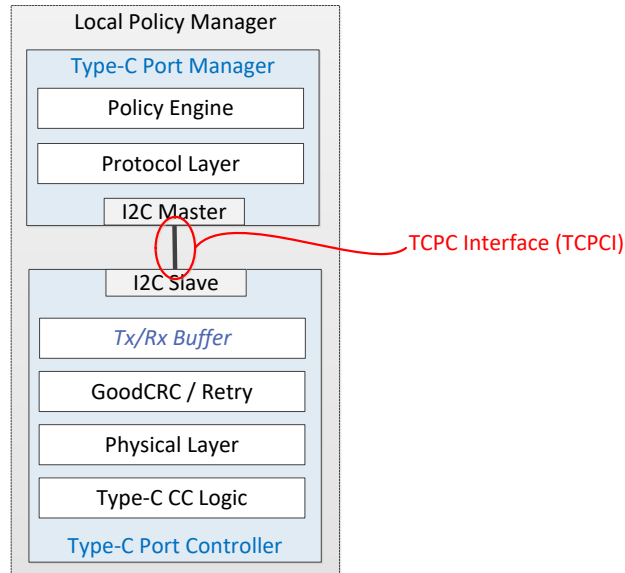 Local Policy Manager
Type-C Port Manager
Policy Engine
Protocol Layer
I2C Master
TCPC Interface (TCPCI)
I2C Slave
Tx/Rx Buffer
GoodCRC / Retry
Physical Layer
Type-C CC Logic
Type-C Port Controller